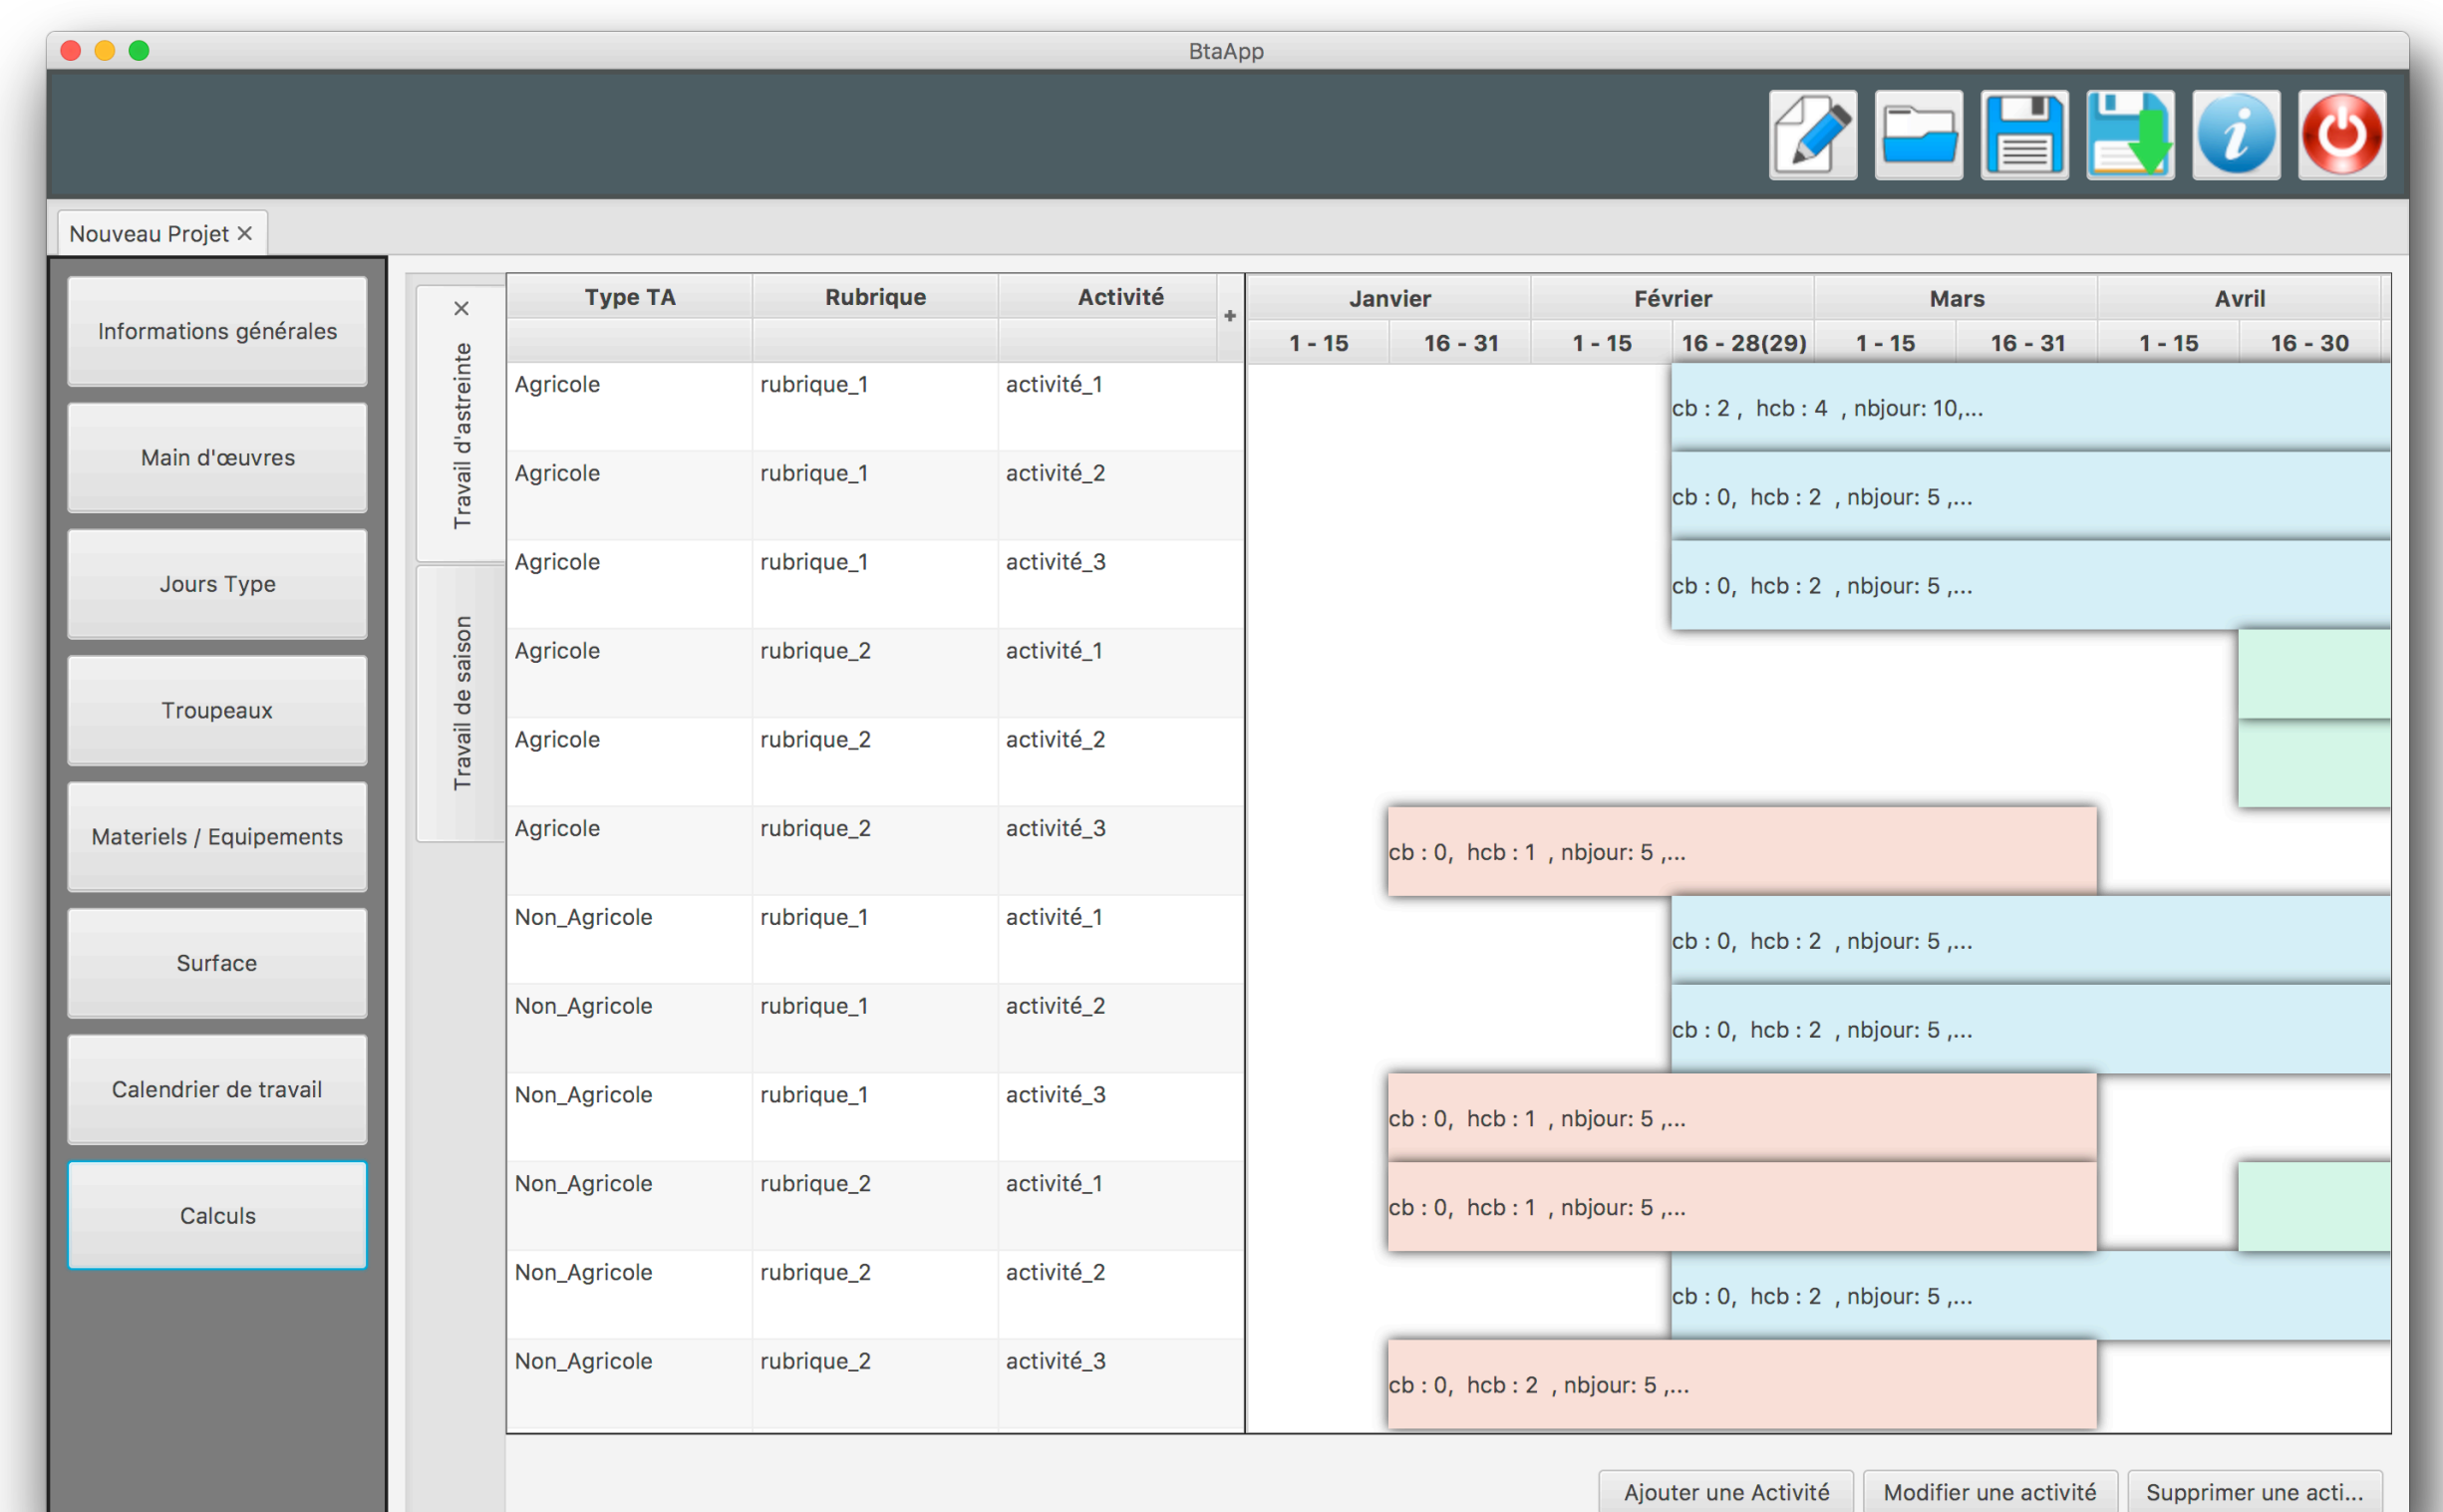 BtaApp
Nouveau Projet ×
Informations générales
Main d'œuvres
Jours Type
Troupeaux
Materiels / Equipements
Surface
Calendrier de travail
Calculs
Travail d'astreinte
Travail de saison
Type TA Rubrique Activité + Janvier Février Mars Avril
1 - 15 16 - 31 1 - 15 16 - 28(29) 1 - 15 16 - 31 1 - 15 16 - 30
Agricole rubrique_1 activité_1 cb : 2 , hcb : 4 , nbjour: 10,...
Agricole rubrique_1 activité_2 cb : 0, hcb : 2 , nbjour: 5 ,...
Agricole rubrique_1 activité_3 cb : 0, hcb : 2 , nbjour: 5 ,...
Agricole rubrique_2 activité_1
Agricole rubrique_2 activité_2
Agricole rubrique_2 activité_3 cb : 0, hcb : 1 , nbjour: 5 ,...
Non_Agricole rubrique_1 activité_1 cb : 0, hcb : 2 , nbjour: 5 ,...
Non_Agricole rubrique_1 activité_2 cb : 0, hcb : 2 , nbjour: 5 ,...
Non_Agricole rubrique_1 activité_3 cb : 0, hcb : 1 , nbjour: 5 ,...
Non_Agricole rubrique_2 activité_1 cb : 0, hcb : 1 , nbjour: 5 ,...
Non_Agricole rubrique_2 activité_2 cb : 0, hcb : 2 , nbjour: 5 ,...
Non_Agricole rubrique_2 activité_3 cb : 0, hcb : 2 , nbjour: 5 ,...
Ajouter une Activité Modifier une activité Supprimer une acti...